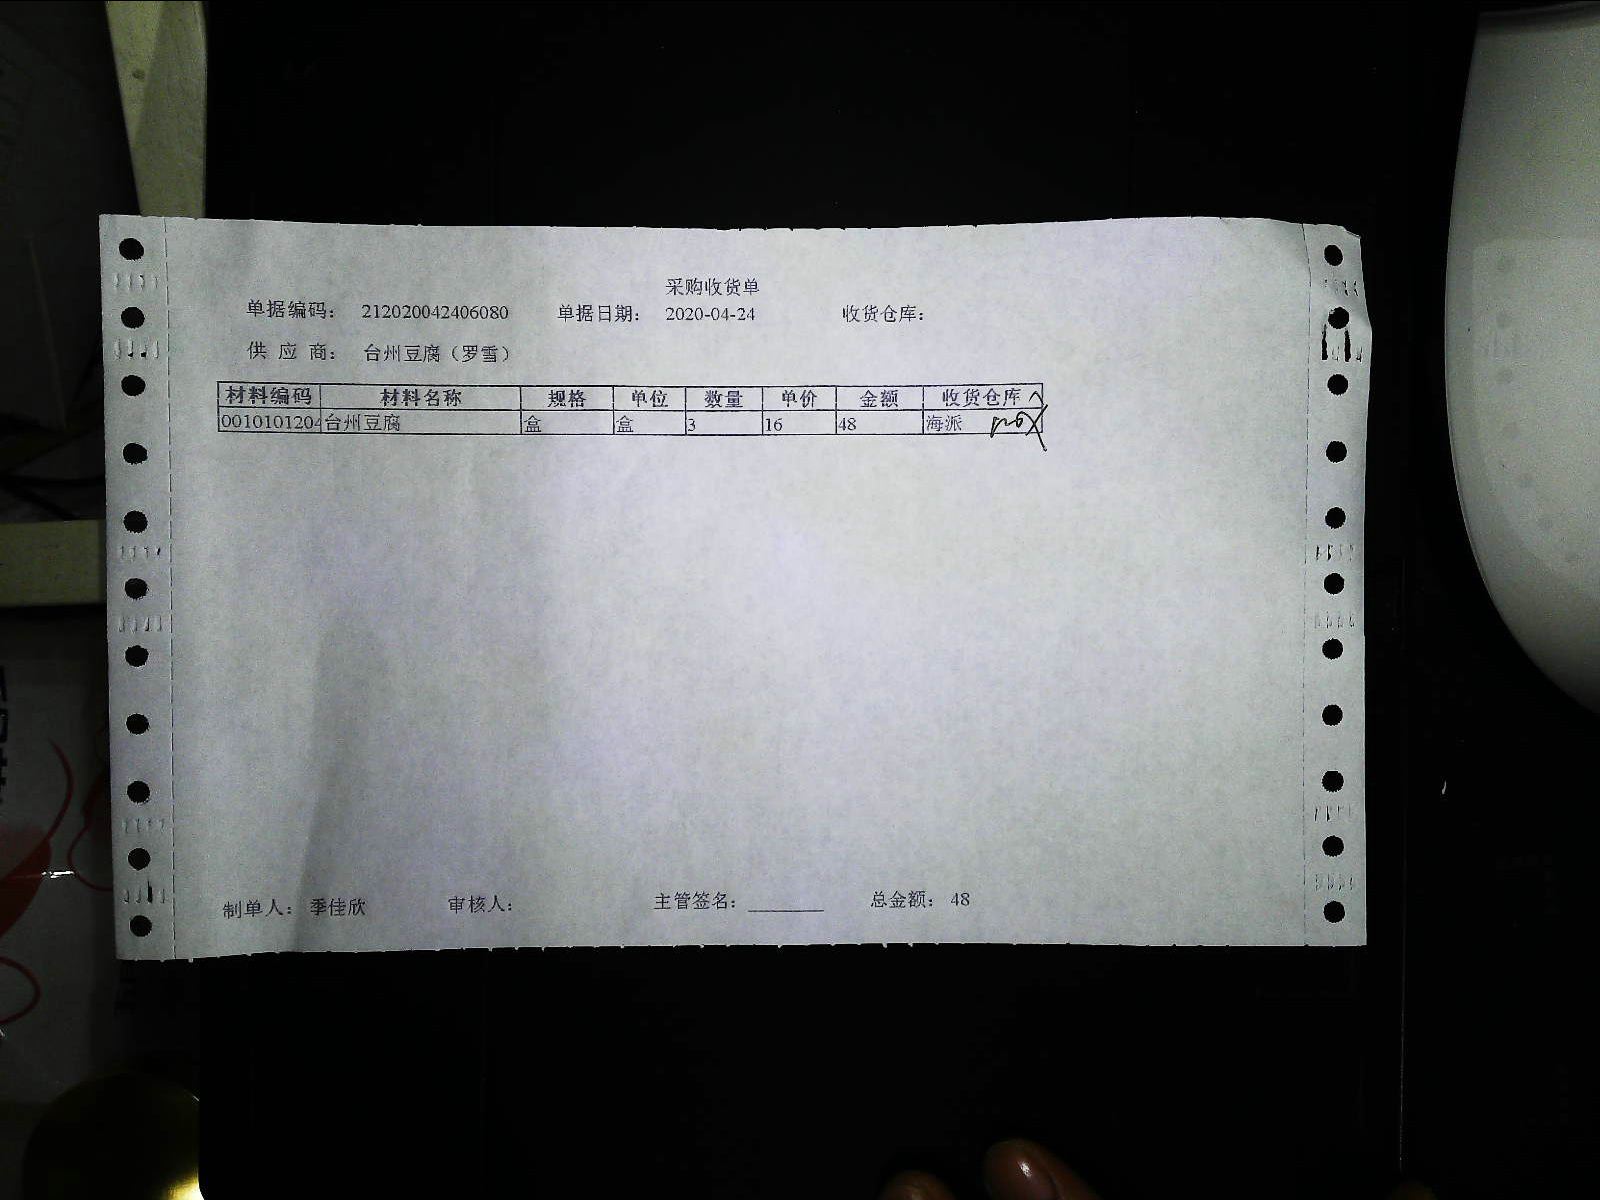 采购收货单
单据编码： 212020042406080 单据日期： 2020-04-24 收货仓库：
供 应 商： 台州豆腐（罗雪）
材料编码 材料名称 规格 单位 数量 单价 金额 收货仓库
0010101204 台州豆腐 盒 盒 3 16 48 海派
制单人： 季佳欣 审核人： 主管签名：________ 总金额： 48